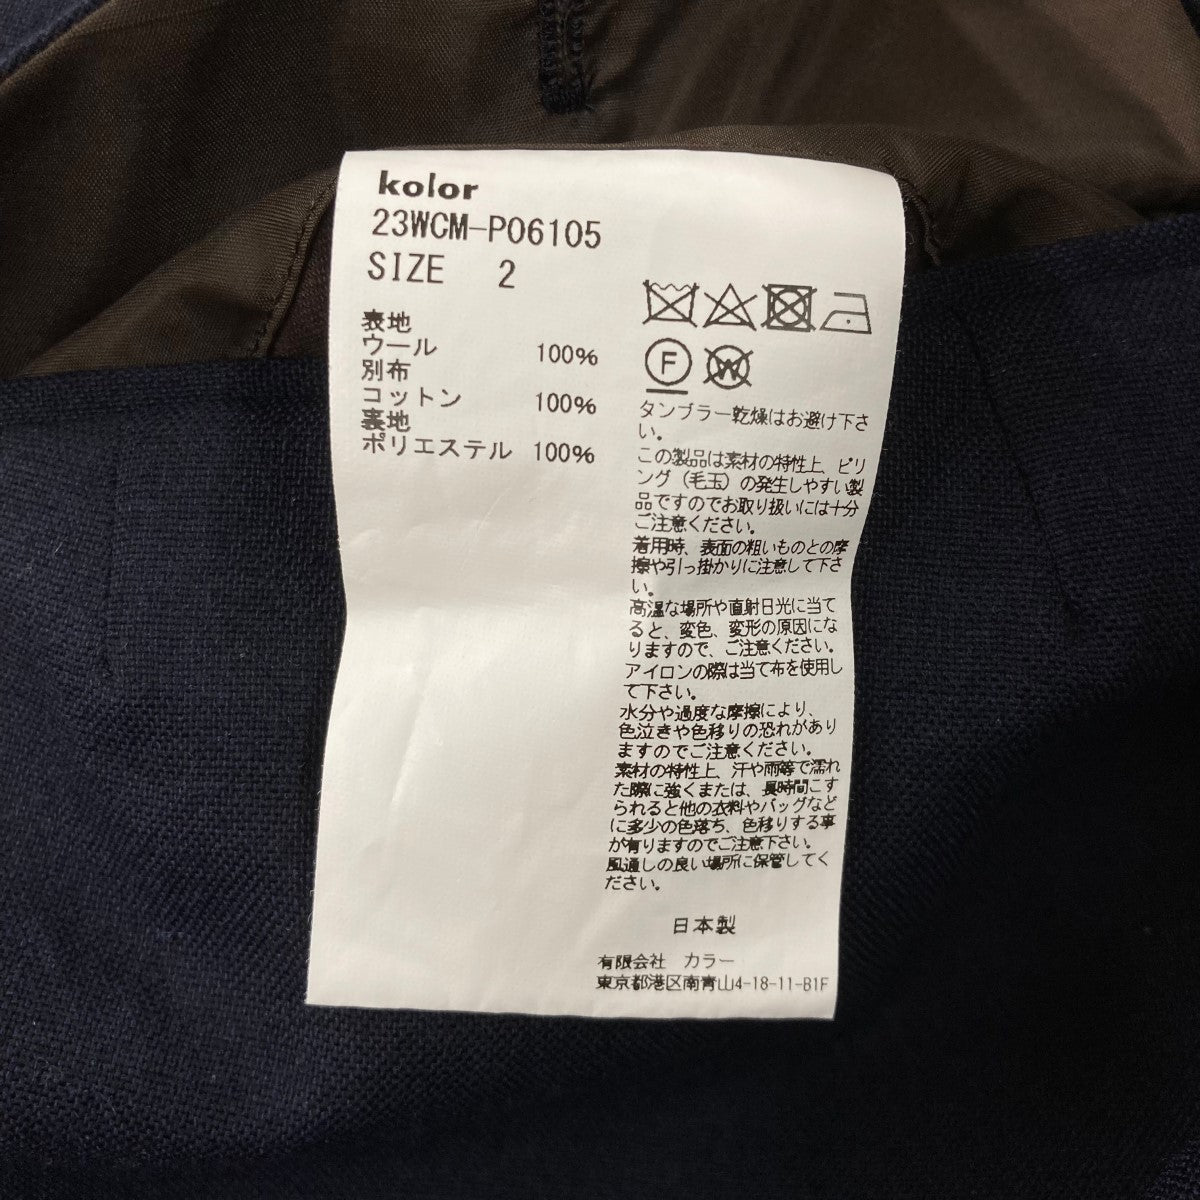 kolor
23WCM-P06105
SIZE 2
表地
ウール 100%
別布
コットン 100%
裏地
ポリエステル 100%
F
W
タンブラー乾燥はお避け下さ
い。
この製品は素材の特性上、ピリ
ング(毛玉)の発生しやすい製
品ですのでお取り扱いには十分
ご注意ください。
着用時、表面の粗いものとの摩
擦や引っ掛かりに注意して下さ
い。
高温な場所や直射日光に当て
ると、変色、変形の原因にな
りますので、ご注意ください。
アイロンの際は当て布を使用し
て下さい。
水分や過度な摩擦により、
色泣きや色移りの恐れがあり
ますのでご注意ください。
素材の特性上、汗や雨等で濡れ
た際に強くまたは、長時間こす
られると他の衣料やバッグなど
に多少の色落ち、色移りする事
が有りますのでご注意下さい。
風通しの良い場所に保管してく
ださい。
日本製
有限会社 カラー
東京都港区南青山4-18-11-B1F